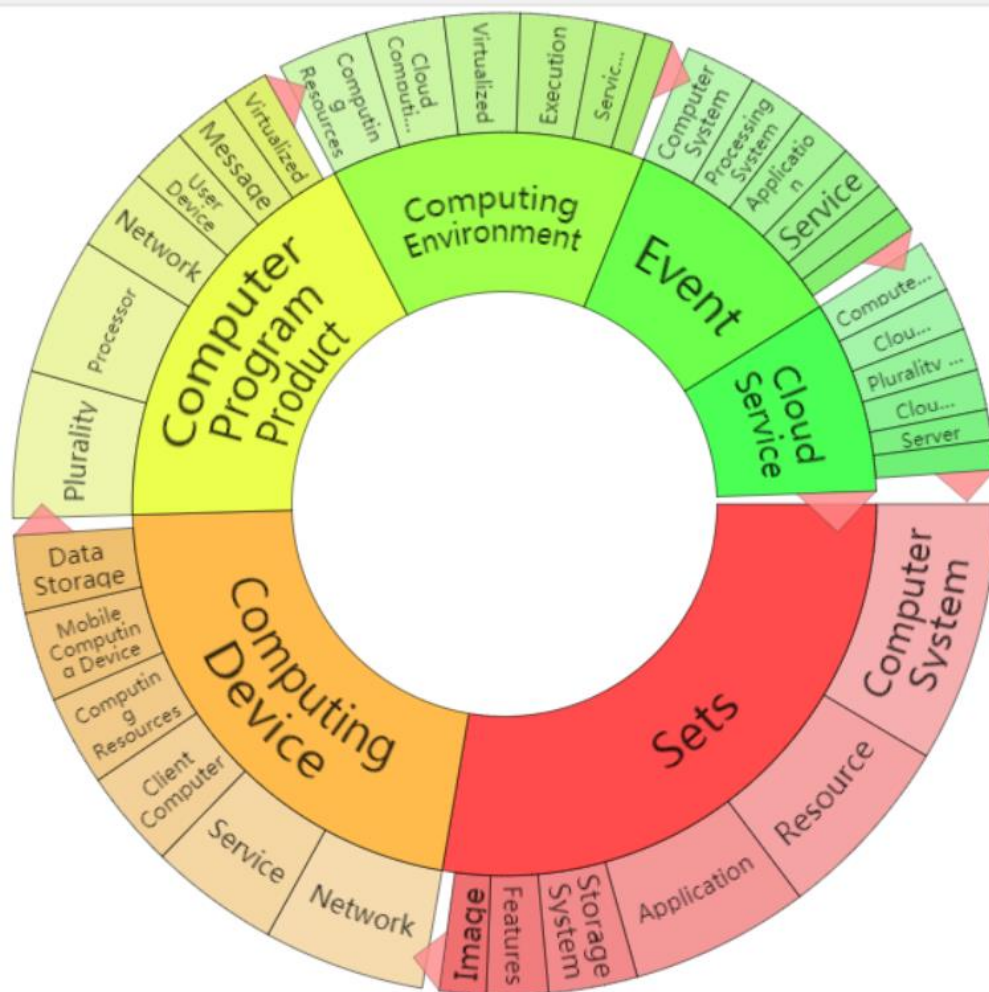 Computing
Environment
Computin
g
Resources
Cloud
Computi...
Virtualized
Execution
Servic...
Event
Computer
System
Processing
System
Applicatio
n
Service
Cloud
Service
Compute...
Clou...
Plurality ...
Clou...
Server
Sets
Computer
System
Resource
Application
Storage
System
Features
Image
Computing
Device
Network
Service
Client
Computer
Computin
g
Resources
Mobile
Computin
g Device
Data
Storage
Computer
Program
Product
Plurality
Processor
Network
User
Device
Message
Virtualized